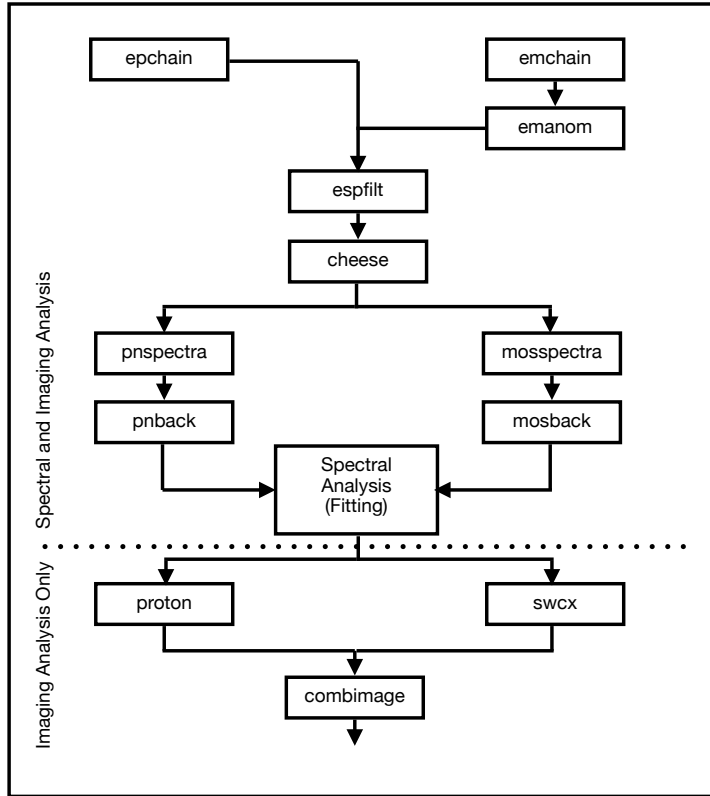 epchain
emchain
emanom
espfilt
cheese
Spectral and Imaging Analysis
pnspectra
mosspectra
pnback
mosback
Spectral
Analysis
(Fitting)
Imaging Analysis Only
proton
swcx
combimage